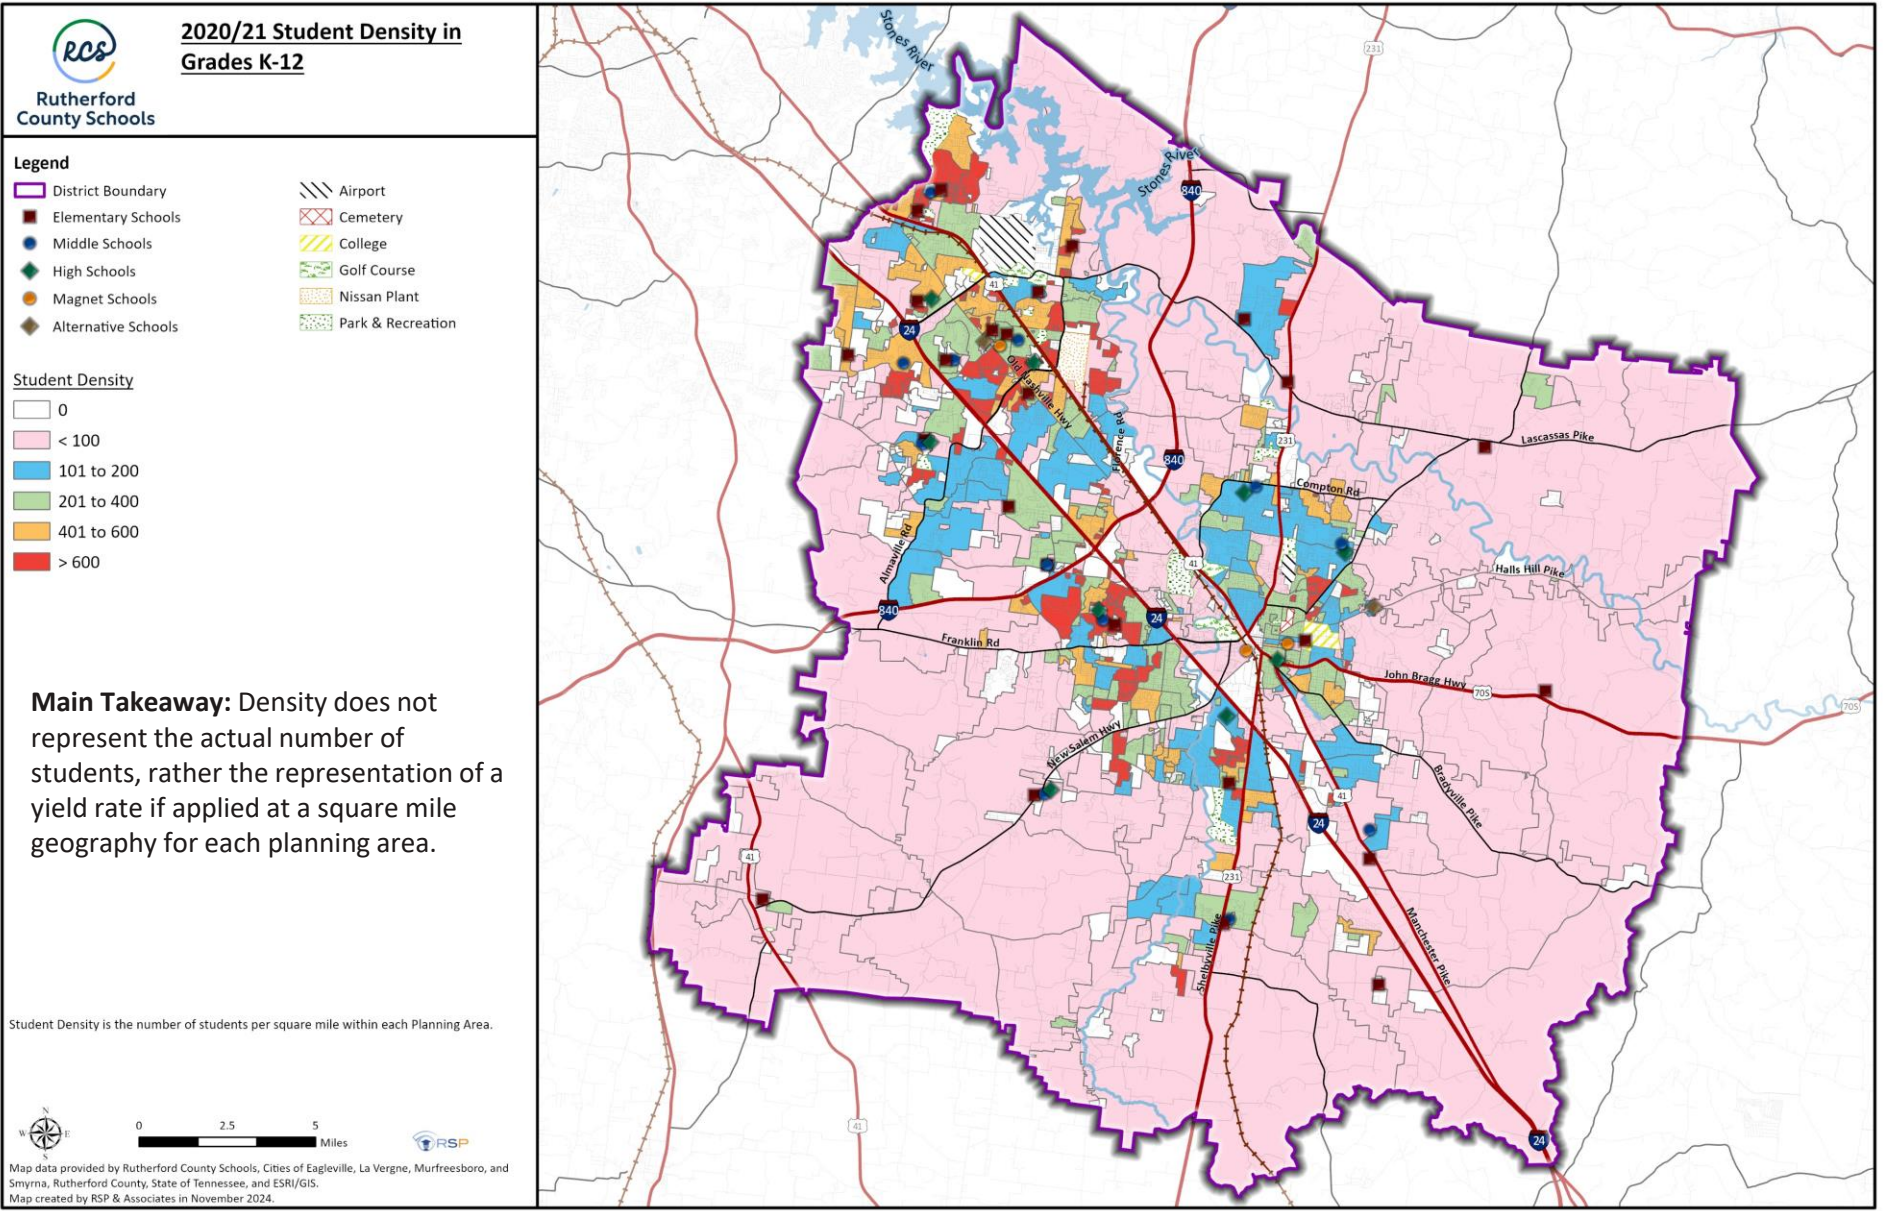 RCS
Rutherford
County Schools
2020/21 Student Density in
Grades K-12
Legend
District Boundary
Elementary Schools
Middle Schools
High Schools
Magnet Schools
Alternative Schools
Airport
Cemetery
College
Golf Course
Nissan Plant
Park & Recreation
Student Density
0
< 100
101 to 200
201 to 400
401 to 600
> 600
Main Takeaway: Density does not
represent the actual number of
students, rather the representation of a
yield rate if applied at a square mile
geography for each planning area.
Student Density is the number of students per square mile within each Planning Area.
N
W
E
S
0
2.5
5
Miles
RSP
Map data provided by Rutherford County Schools, Cities of Eagleville, La Vergne, Murfreesboro, and
Smyrna, Rutherford County, State of Tennessee, and ESRI/GIS.
Map created by RSP & Associates in November 2024.
Stones River
231
Stones River
840
41
24
Old Nashville Hwy
Florence Rd
231
Lascassas Pike
840
Compton Rd
Almaville Rd
41
Halls Hill Pike
840
24
Franklin Rd
John Bragg Hwy
70S
70S
New Salem Hwy
Bradyville Pike
41
24
41
231
Manchester Pike
Shelbyville Pike
41
24